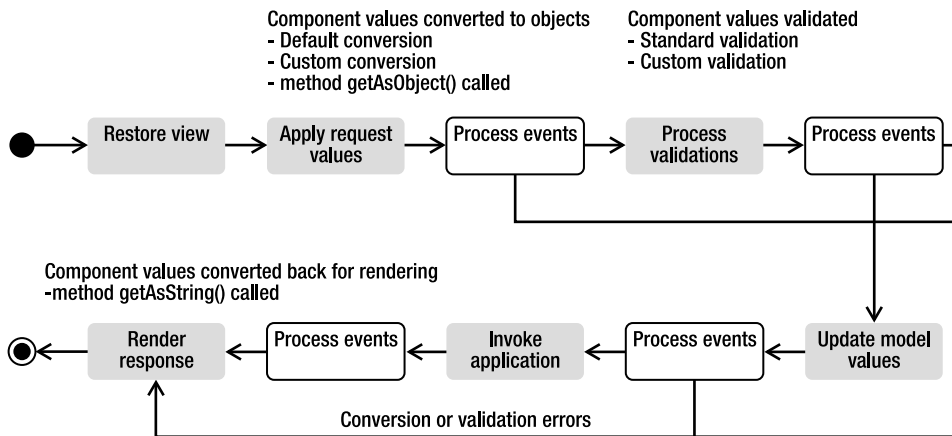 Component values converted to objects
- Default conversion
- Custom conversion
- method getAsObject() called
Component values validated
- Standard validation
- Custom validation
Restore view
Apply request
values
Process events
Process
validations
Process events
Component values converted back for rendering
-method getAsString() called
Render
response
Process events
Invoke
application
Process events
Update model
values
Conversion or validation errors